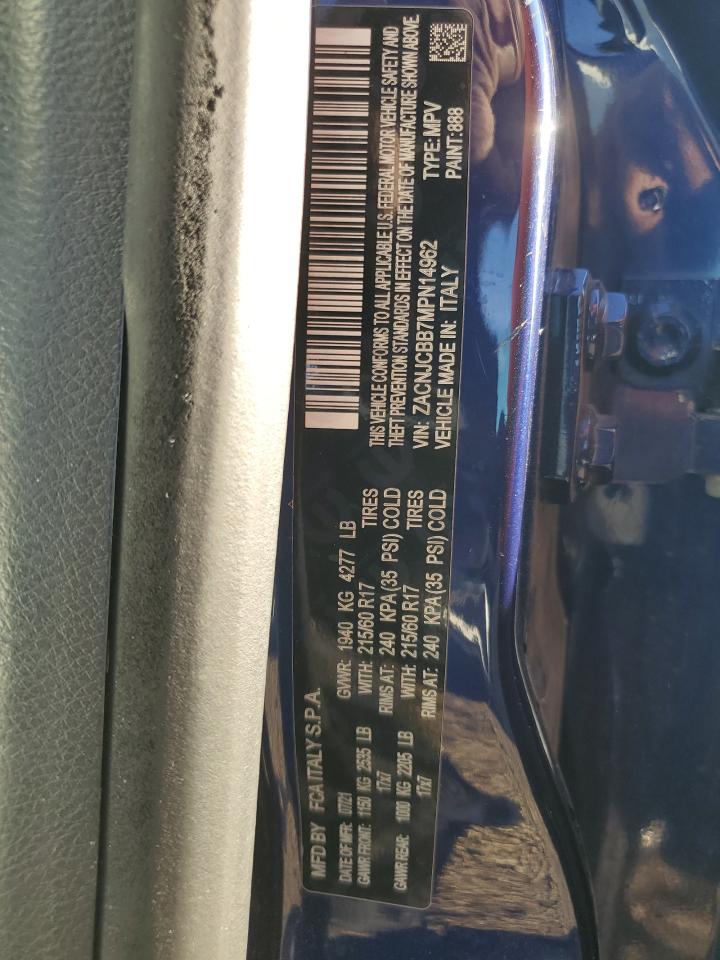 MFD BY FCA ITALY S.P.A.
DATE OF MFR: 07/21 GVWR: 1940 KG 4277 LB
GAWR FRONT: 1150 KG 2535 LB WITH: 215/60 R17 TIRES
17x7 RIMS AT: 240 KPA (35 PSI) COLD
GAWR REAR: 1000 KG 2205 LB WITH: 215/60 R17 TIRES
17x7 RIMS AT: 240 KPA (35 PSI) COLD
THIS VEHICLE CONFORMS TO ALL APPLICABLE U.S. FEDERAL MOTOR VEHICLE SAFETY AND
THEFT PREVENTION STANDARDS IN EFFECT ON THE DATE OF MANUFACTURE SHOWN ABOVE.
VIN: ZACNJCBB7MPN14962 TYPE: MPV
VEHICLE MADE IN: ITALY PAINT: 888